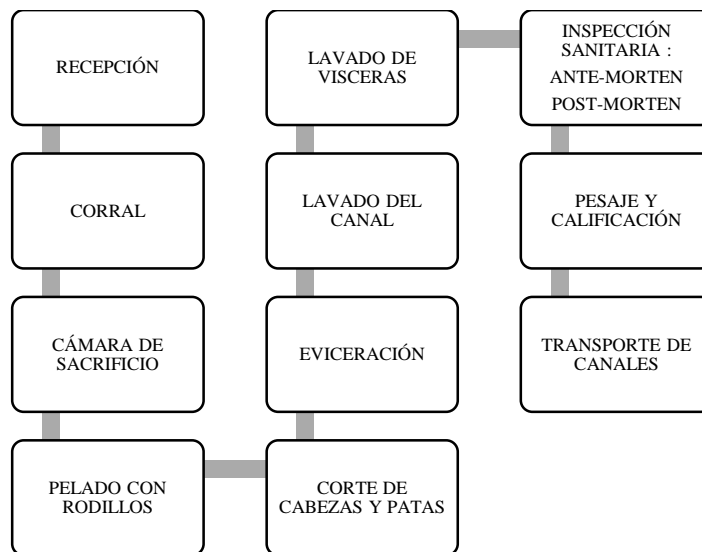 RECEPCIÓN
CORRAL
CÁMARA DE
SACRIFICIO
PELADO CON
RODILLOS
CORTE DE
CABEZAS Y PATAS
EVICERACIÓN
LAVADO DEL
CANAL
LAVADO DE
VISCERAS
INSPECCIÓN
SANITARIA :
ANTE-MORTEN
POST-MORTEN
PESAJE Y
CALIFICACIÓN
TRANSPORTE DE
CANALES